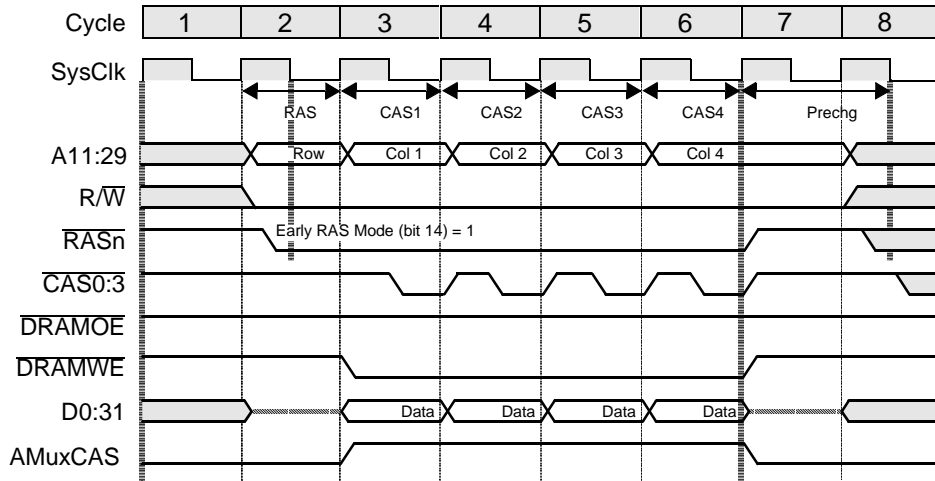 Cycle 1 2 3 4 5 6 7 8
SysClk
RAS CAS1 CAS2 CAS3 CAS4 Prechg
A11:29 Row Col 1 Col 2 Col 3 Col 4
R/W
RASn Early RAS Mode (bit 14) = 1
CAS0:3
DRAMOE
DRAMWE
D0:31 Data Data Data Data
AMuxCAS